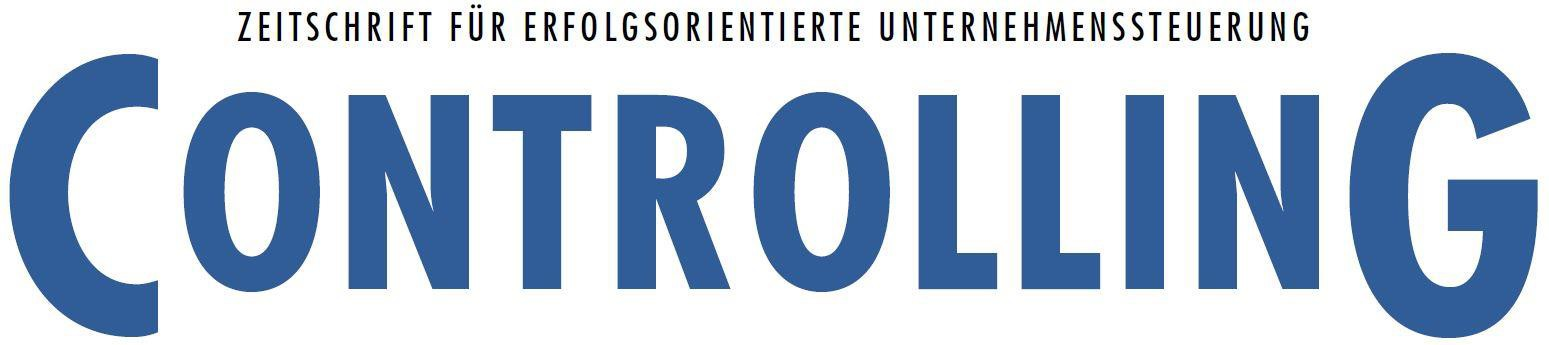 ZEITSCHRIFT FÜR ERFOLGSORIENTIERTE UNTERNEHMENSSTEUERUNG
CONTROLLING